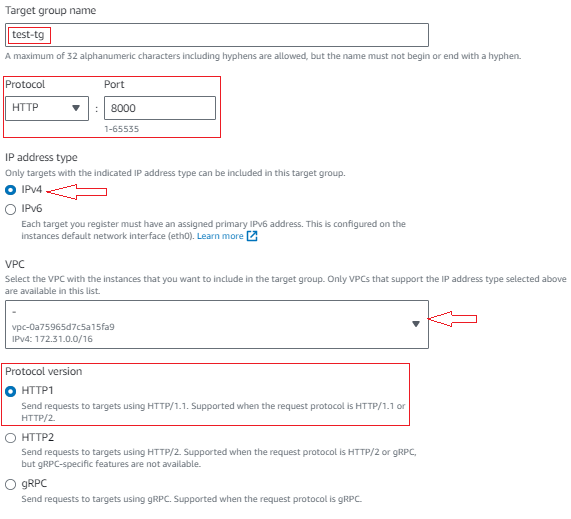 Target group name
test-tg
A maximum of 32 alphanumeric characters including hyphens are allowed, but the name must not begin or end with a hyphen.
Protocol Port
HTTP : 8000
1-65535
IP address type
Only targets with the indicated IP address type can be included in this target group.
IPv4
IPv6
Each target you register must have an assigned primary IPv6 address. This is configured on the
instances default network interface (eth0). Learn more
VPC
Select the VPC with the instances that you want to include in the target group. Only VPCs that support the IP address type selected above
are available in this list.
-
vpc-0a75965d7c5a15fa9
IPv4: 172.31.0.0/16
Protocol version
HTTP1
Send requests to targets using HTTP/1.1. Supported when the request protocol is HTTP/1.1 or
HTTP/2.
HTTP2
Send requests to targets using HTTP/2. Supported when the request protocol is HTTP/2 or gRPC,
but gRPC-specific features are not available.
gRPC
Send requests to targets using gRPC. Supported when the request protocol is gRPC.